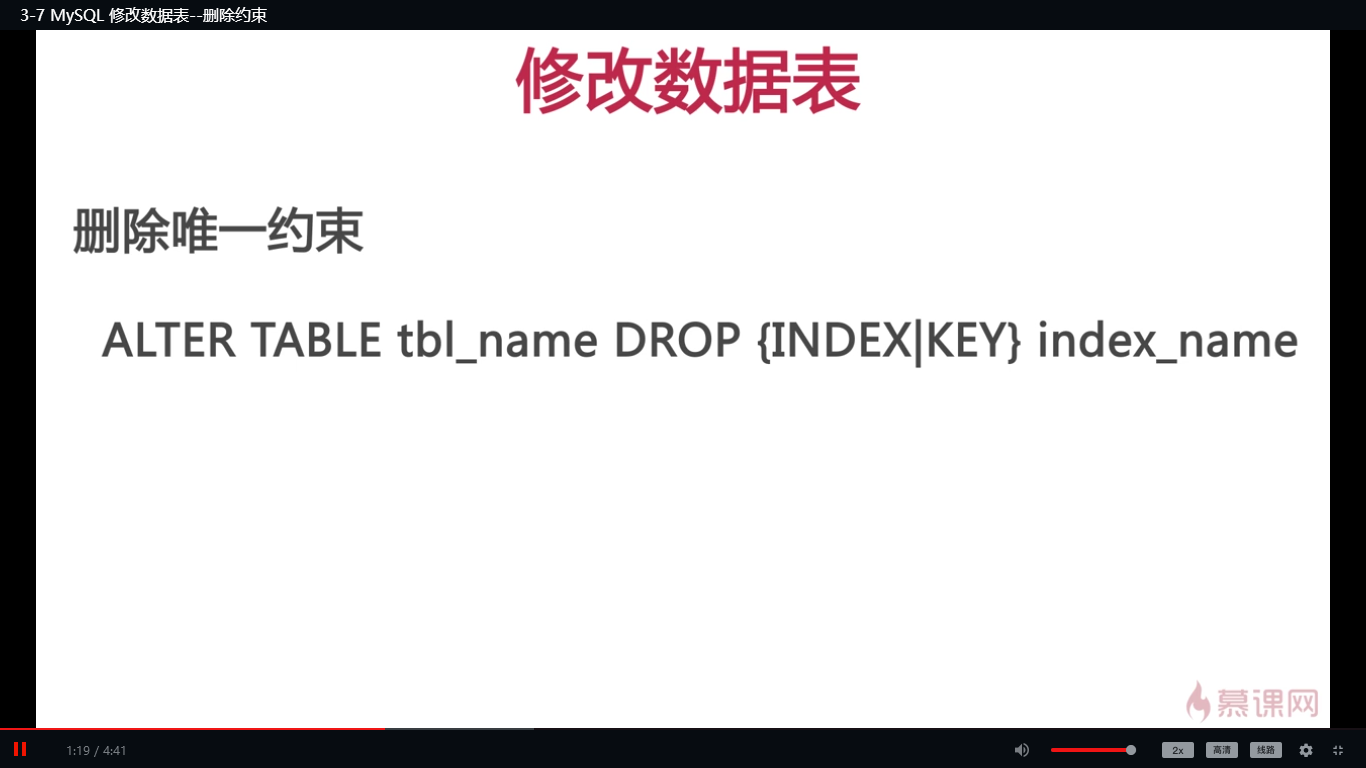 3-7 MySQL 修改数据表--删除约束
修改数据表
删除唯一约束
ALTER TABLE tbl_name DROP {INDEX|KEY} index_name
慕课网
1:19 / 4:41
2x
高清
线路